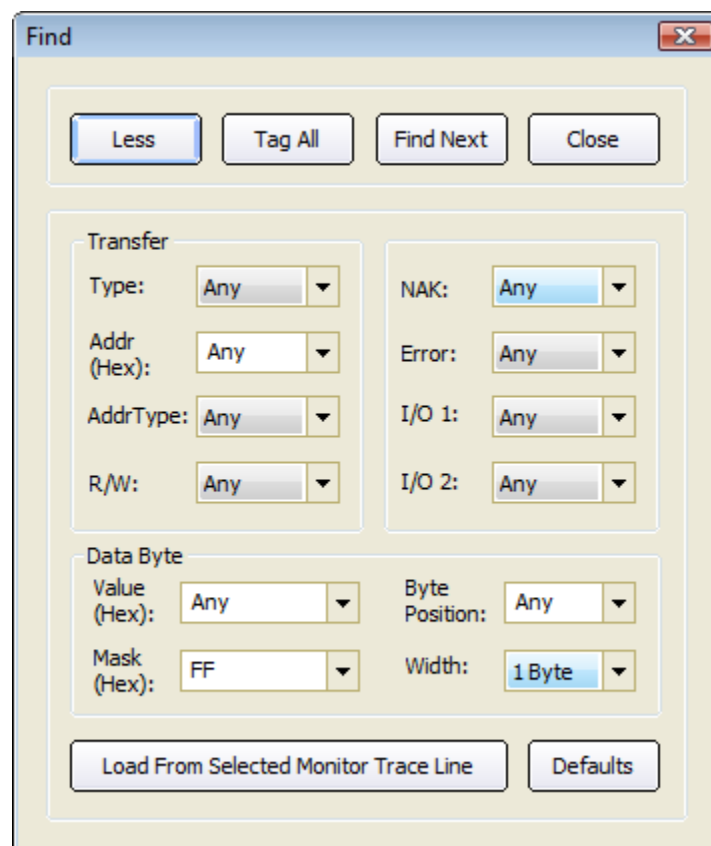 Find
Less Tag All Find Next Close
Transfer
Type: Any
Addr
(Hex): Any
AddrType: Any
R/W: Any
NAK: Any
Error: Any
I/O 1: Any
I/O 2: Any
Data Byte
Value
(Hex): Any
Byte
Position: Any
Mask
(Hex): FF
Width: 1 Byte
Load From Selected Monitor Trace Line Defaults